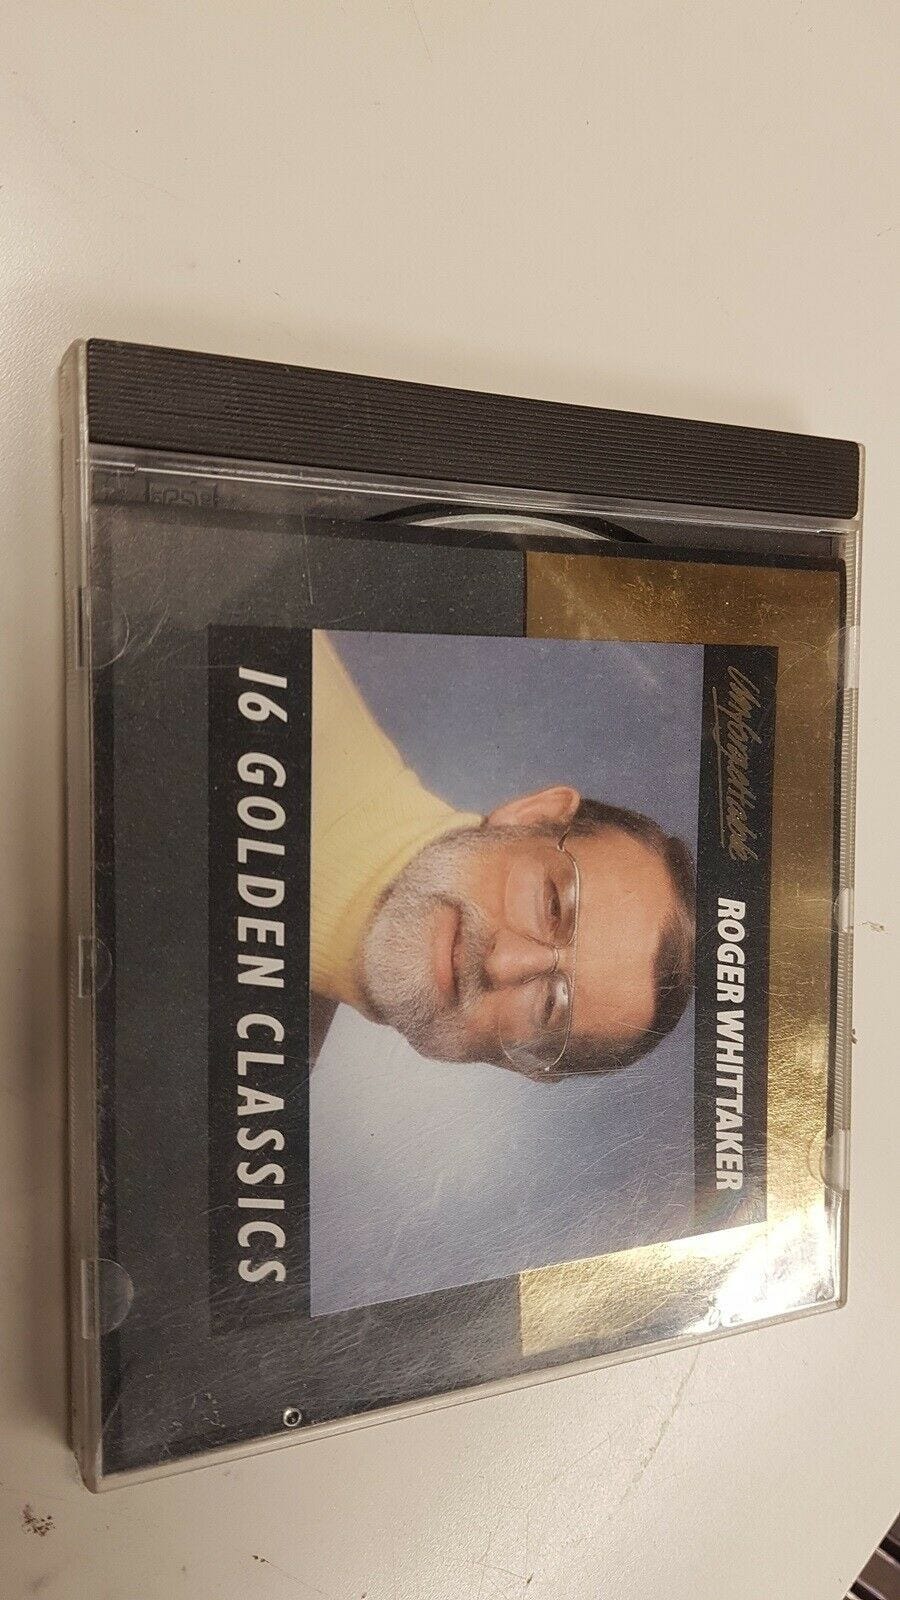 Unforgettable ROGER WHITTAKER
16 GOLDEN CLASSICS